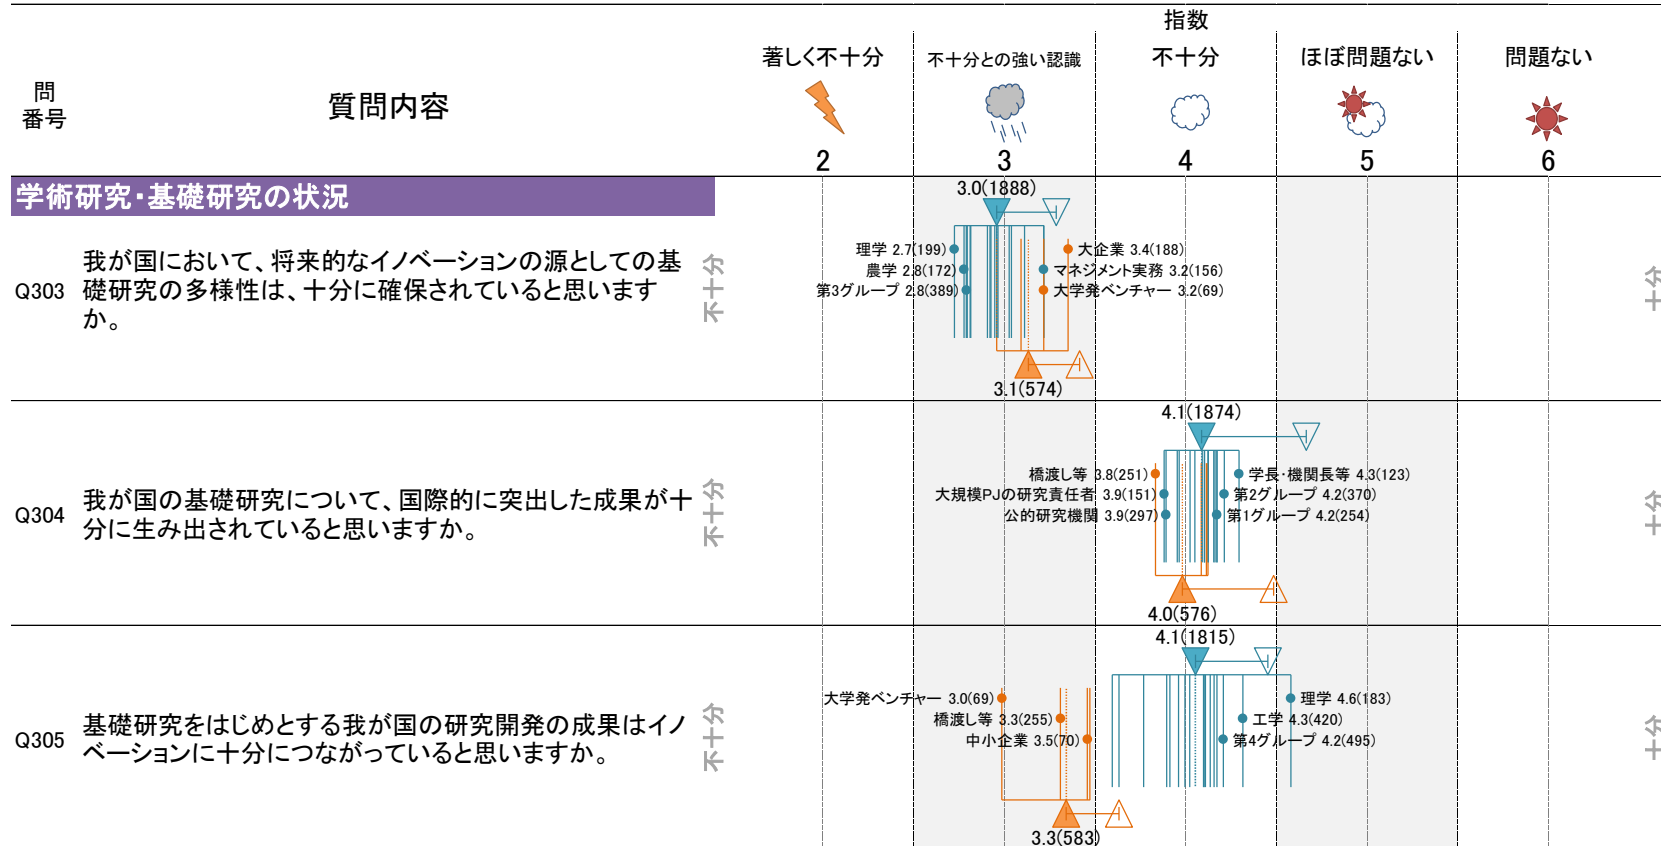 指数
著しく不十分
不十分との強い認識
不十分
ほぼ問題ない
問題ない
問
番号
質問内容
2
3
4
5
6
学術研究・基礎研究の状況
Q303
我が国において、将来的なイノベーションの源としての基
礎研究の多様性は、十分に確保されていると思います
か。
不十分
3.0(1888)
理学 2.7(199)
農学 2.8(172)
第3グループ 2.8(389)
大企業 3.4(188)
マネジメント実務 3.2(156)
大学発ベンチャー 3.2(69)
3.1(574)
十分
Q304
我が国の基礎研究について、国際的に突出した成果が十
分に生み出されていると思いますか。
不十分
4.1(1874)
橋渡し等 3.8(251)
大規模PJの研究責任者 3.9(151)
公的研究機関 3.9(297)
学長・機関長等 4.3(123)
第2グループ 4.2(370)
第1グループ 4.2(254)
4.0(576)
十分
Q305
基礎研究をはじめとする我が国の研究開発の成果はイノ
ベーションに十分につながっていると思いますか。
不十分
4.1(1815)
大学発ベンチャー 3.0(69)
橋渡し等 3.3(255)
中小企業 3.5(70)
理学 4.6(183)
工学 4.3(420)
第4グループ 4.2(495)
3.3(583)
十分